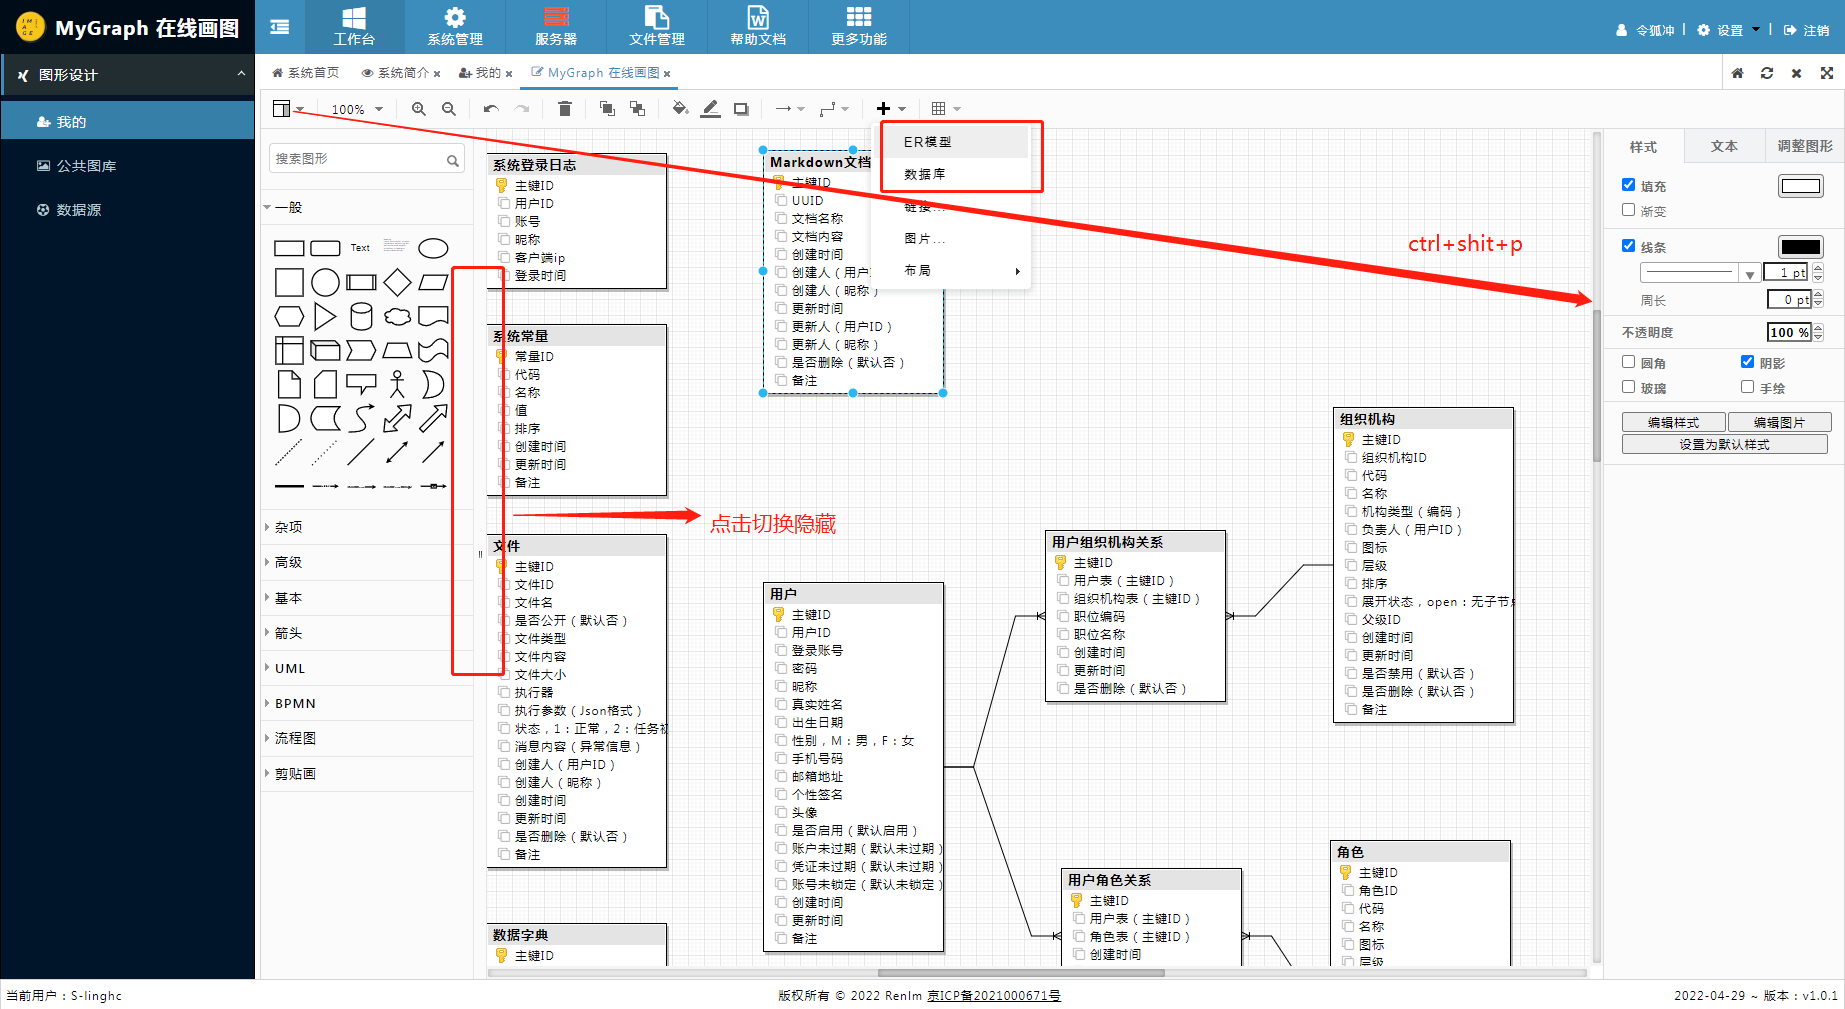 MyGraph 在线画图
工作台
系统管理
服务器
文件管理
帮助文档
更多功能
令狐冲
设置
注销
图形设计
我的
公共图库
数据源
系统首页
系统简介
我的
MyGraph 在线画图
100%
搜索图形
一般
Text
杂项
高级
基本
箭头
UML
BPMN
流程图
剪贴画
系统登录日志
主键ID
用户ID
账号
昵称
客户端ip
登录时间
系统常量
常量ID
代码
名称
值
排序
创建时间
更新时间
备注
文件
主键ID
文件ID
文件名
是否公开（默认否）
文件类型
文件内容
文件大小
执行器
执行参数（Json格式）
状态，1：正常，2：任务
消息内容（异常信息）
创建人（用户ID）
创建人（昵称）
创建时间
更新时间
是否删除（默认否）
备注
数据字典
主键ID
Markdown文档
主键ID
UUID
文档名称
文档内容
创建时间
创建人（用户I
创建人（昵称）
更新时间
更新人（用户ID）
更新人（昵称）
是否删除（默认否）
备注
ER模型
数据库
链接...
图片...
布局
ctrl+shit+p
点击切换隐藏
用户
主键ID
用户ID
登录账号
密码
昵称
真实姓名
出生日期
性别，M：男，F：女
手机号码
邮箱地址
个性签名
头像
是否启用（默认启用）
账户未过期（默认未过期）
凭证未过期（默认未过期）
账号未锁定（默认未锁定）
创建时间
更新时间
备注
用户组织机构关系
主键ID
用户表（主键ID）
组织机构表（主键ID）
职位编码
职位名称
创建时间
更新时间
是否删除（默认否）
用户角色关系
主键ID
用户表（主键ID）
角色表（主键ID）
创建时间
组织机构
主键ID
组织机构ID
代码
名称
机构类型（编码）
负责人（用户ID）
图标
层级
排序
展开状态，open：无子节
父级ID
创建时间
更新时间
是否禁用（默认否）
是否删除（默认否）
备注
角色
主键ID
角色ID
代码
名称
图标
层级
样式
文本
调整图形
填充
渐变
线条
1 pt
周长
0 pt
不透明度
100 %
圆角
阴影
玻璃
手绘
编辑样式
编辑图片
设置为默认样式
当前用户：S-linghc
版权所有 © 2022 Renlm 京ICP备2021000671号
2022-04-29 ~ 版本：v1.0.1